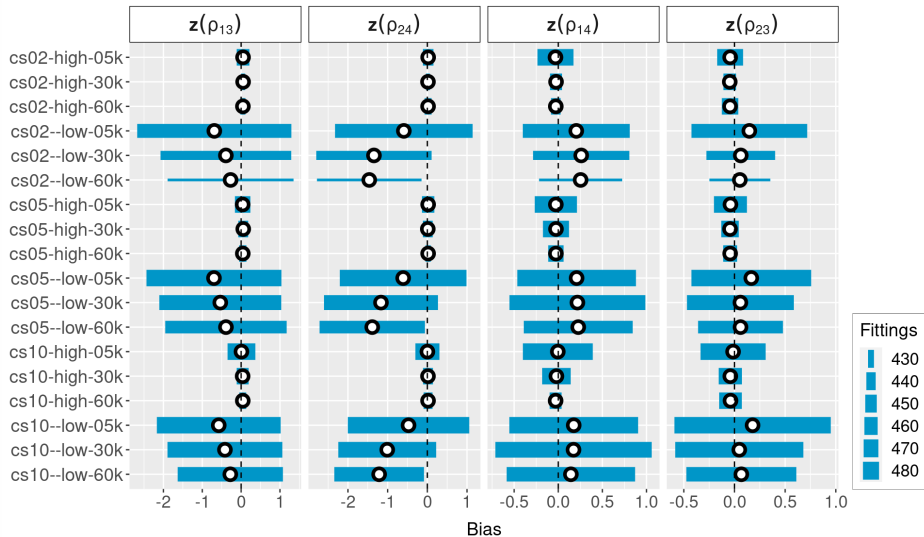 z(ρ₁₃) z(ρ₂₄) z(ρ₁₄) z(ρ₂₃)
cs02-high-05k
cs02-high-30k
cs02-high-60k
cs02--low-05k
cs02--low-30k
cs02--low-60k
cs05-high-05k
cs05-high-30k
cs05-high-60k
cs05--low-05k
cs05--low-30k
cs05--low-60k
cs10-high-05k
cs10-high-30k
cs10-high-60k
cs10--low-05k
cs10--low-30k
cs10--low-60k
-2 -1 0 1 -2 -1 0 1 -0.5 0.0 0.5 1.0 -0.5 0.0 0.5 1.0
Bias
Fittings
430
440
450
460
470
480